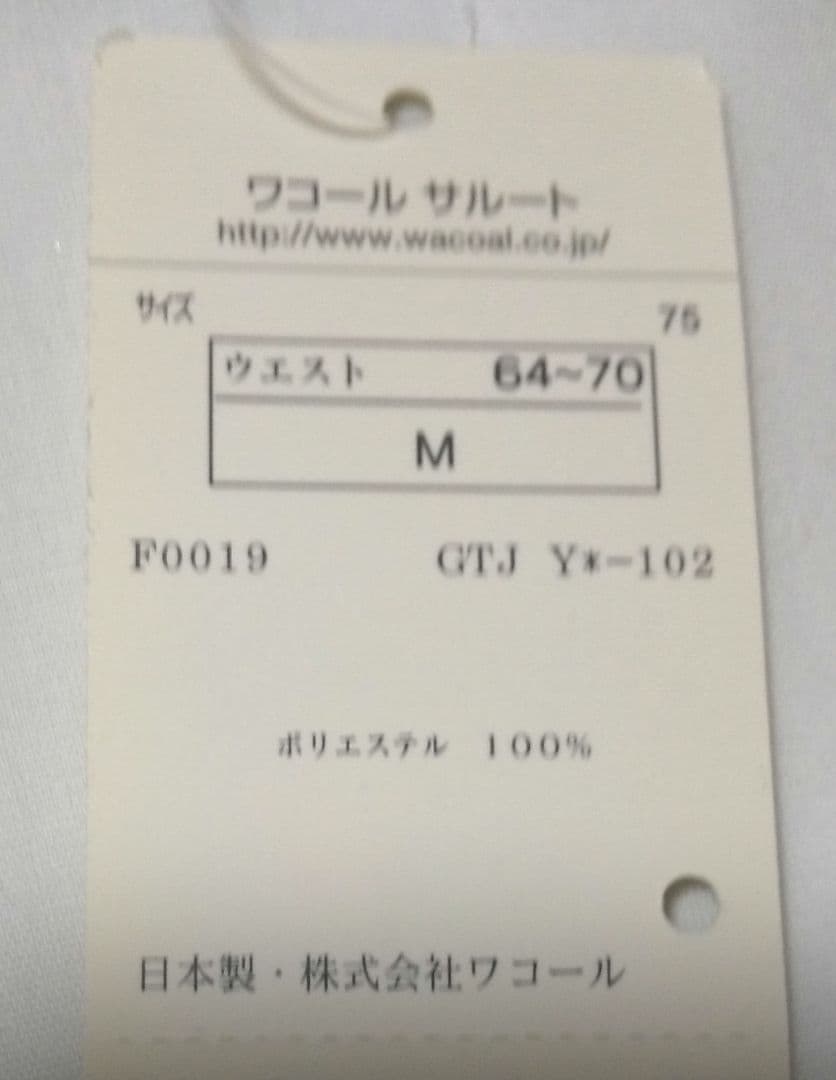 ワコール サルート
http://www.wacoal.co.jp/
サイズ 75
ウエスト 64~70
M
F0019 GTJ Y*-102
ポリエステル 100%
日本製・株式会社ワコール